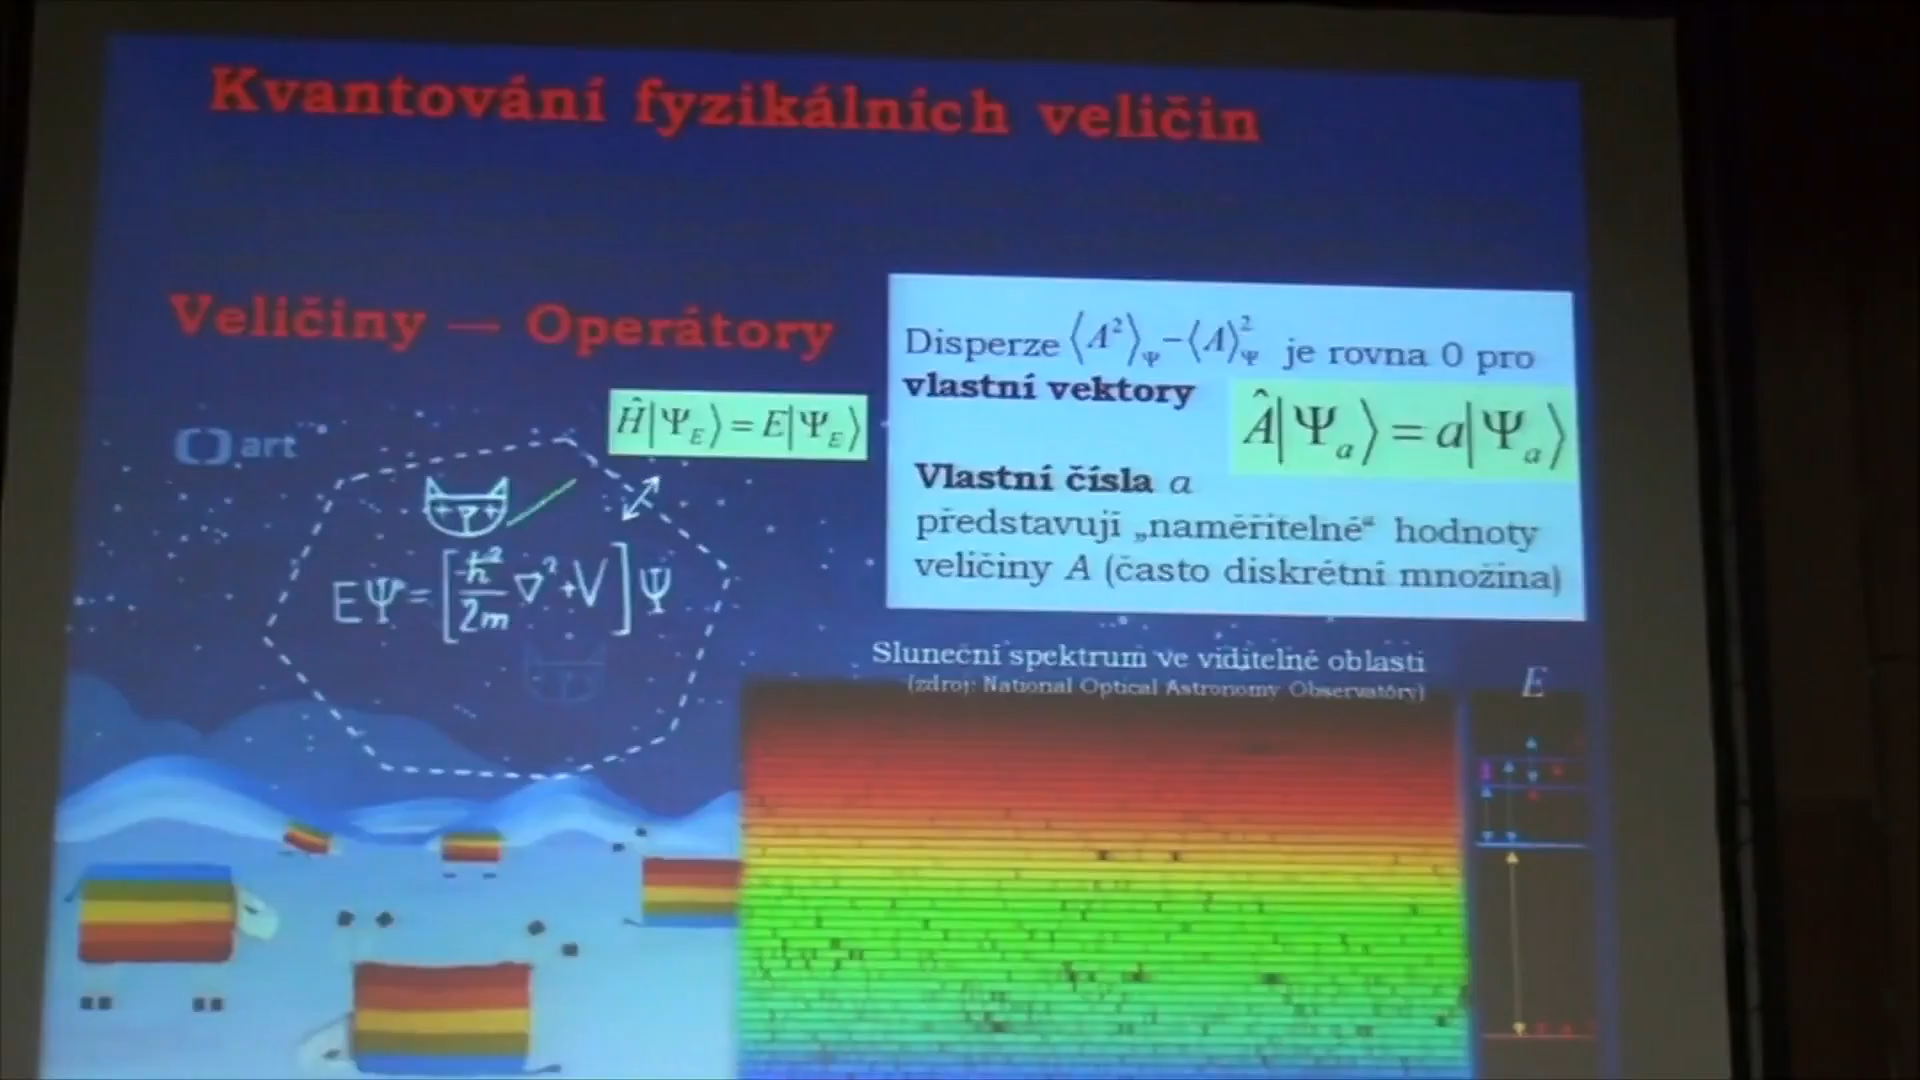 Kvantování fyzikálních veličin
Veličiny — Operátory
Ĥ|Ψ_E⟩ = E|Ψ_E⟩
art
EΨ = [-ħ²/2m ∇² + V] Ψ
Disperze ⟨A²⟩_Ψ − ⟨A⟩²_Ψ je rovna 0 pro
vlastní vektory
Â|Ψ_a⟩ = a|Ψ_a⟩
Vlastní čísla a
představují „naměřitelné“ hodnoty
veličiny A (často diskrétní množina)
Sluneční spektrum ve viditelné oblasti
(zdroj: National Optical Astronomy Observatory)
E